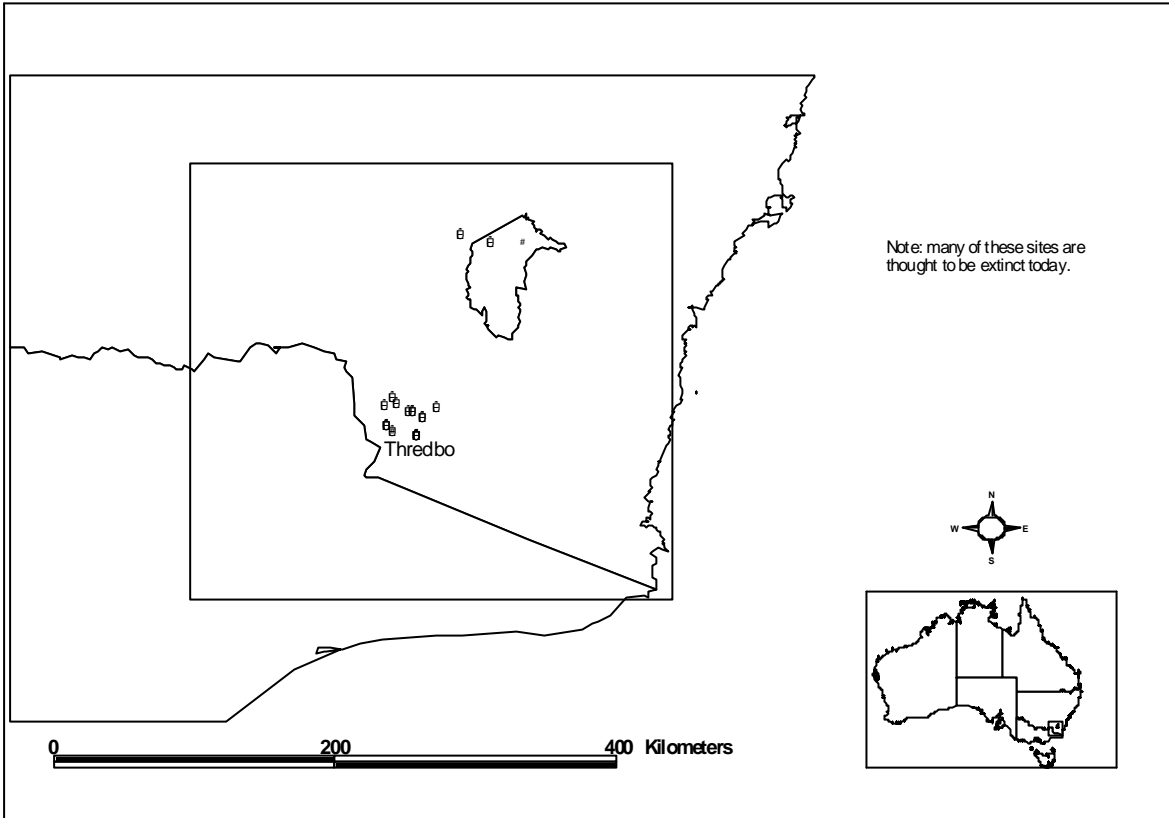 Note: many of these sites are
thought to be extinct today.
#
Thredbo
N
W E
S
0 200 400 Kilometers